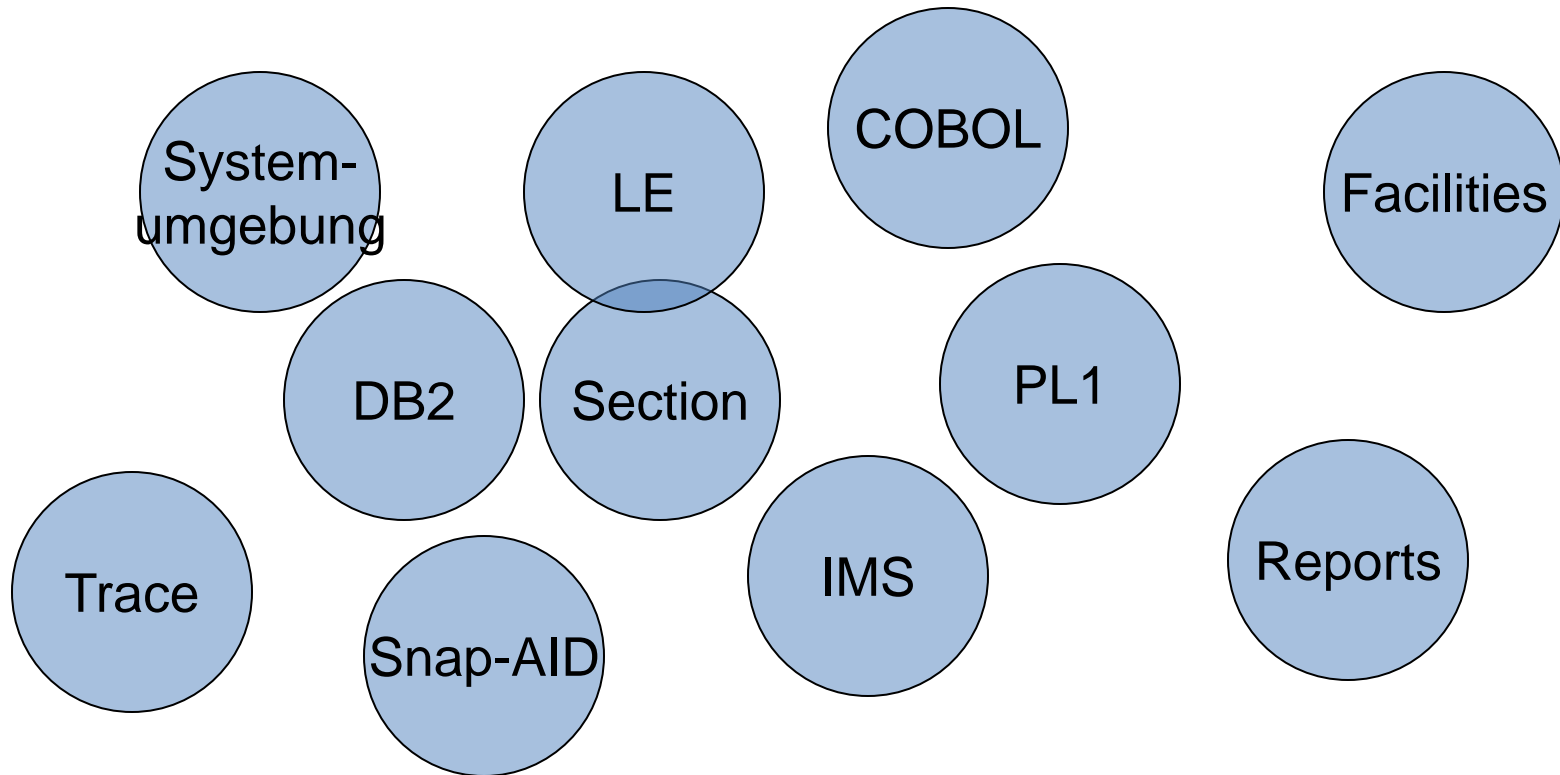 System-
umgebung
LE
COBOL
Facilities
DB2
Section
PL1
Trace
Snap-AID
IMS
Reports